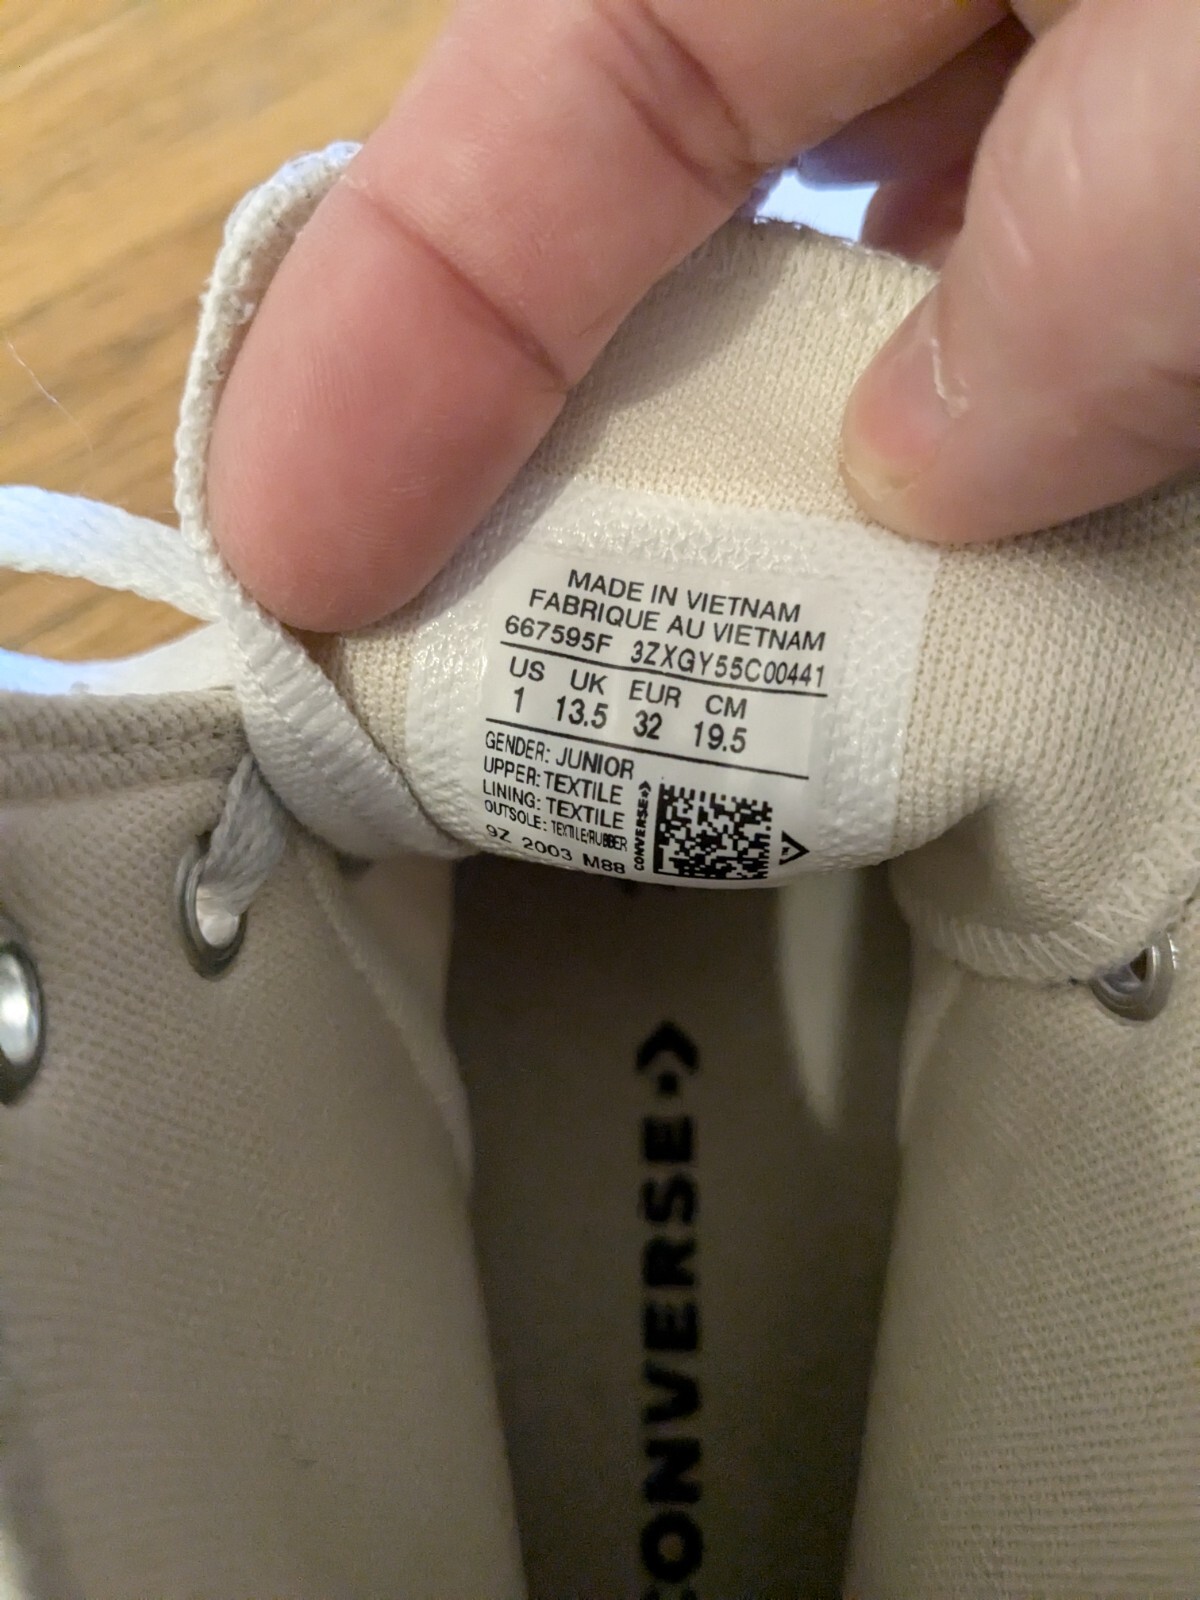 MADE IN VIETNAM
FABRIQUE AU VIETNAM
667595F 3ZXGY55C00441
US UK EUR CM
1 13.5 32 19.5
GENDER: JUNIOR
UPPER: TEXTILE
LINING: TEXTILE
OUTSOLE: TEXTILE/RUBBER
9Z 2003 M88
CONVERSE
CONVERSE